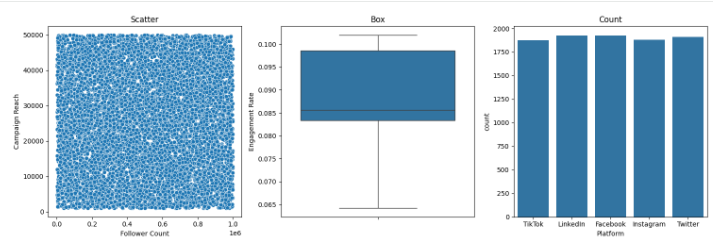 Scatter
50000
40000
30000
20000
10000
0
Campaign Reach
0.0 0.2 0.4 0.6 0.8 1.0
1e6
Follower Count
Box
0.100
0.095
0.090
0.085
0.080
0.075
0.070
0.065
Engagement Rate
Count
2000
1750
1500
1250
1000
750
500
250
0
count
TikTok LinkedIn Facebook Instagram Twitter
Platform